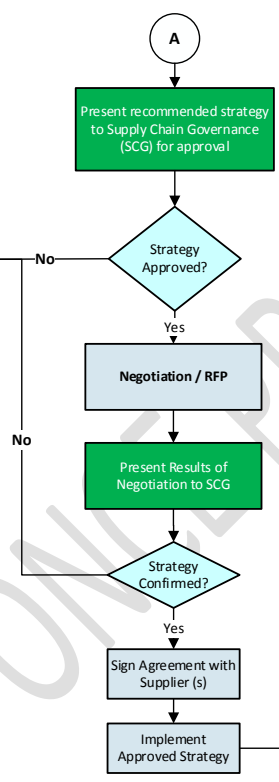 A
Present recommended strategy
to Supply Chain Governance
(SCG) for approval
Strategy
Approved?
No
Yes
Negotiation / RFP
No
Present Results of
Negotiation to SCG
Strategy
Confirmed?
Yes
Sign Agreement with
Supplier (s)
Implement
Approved Strategy
ONCEP